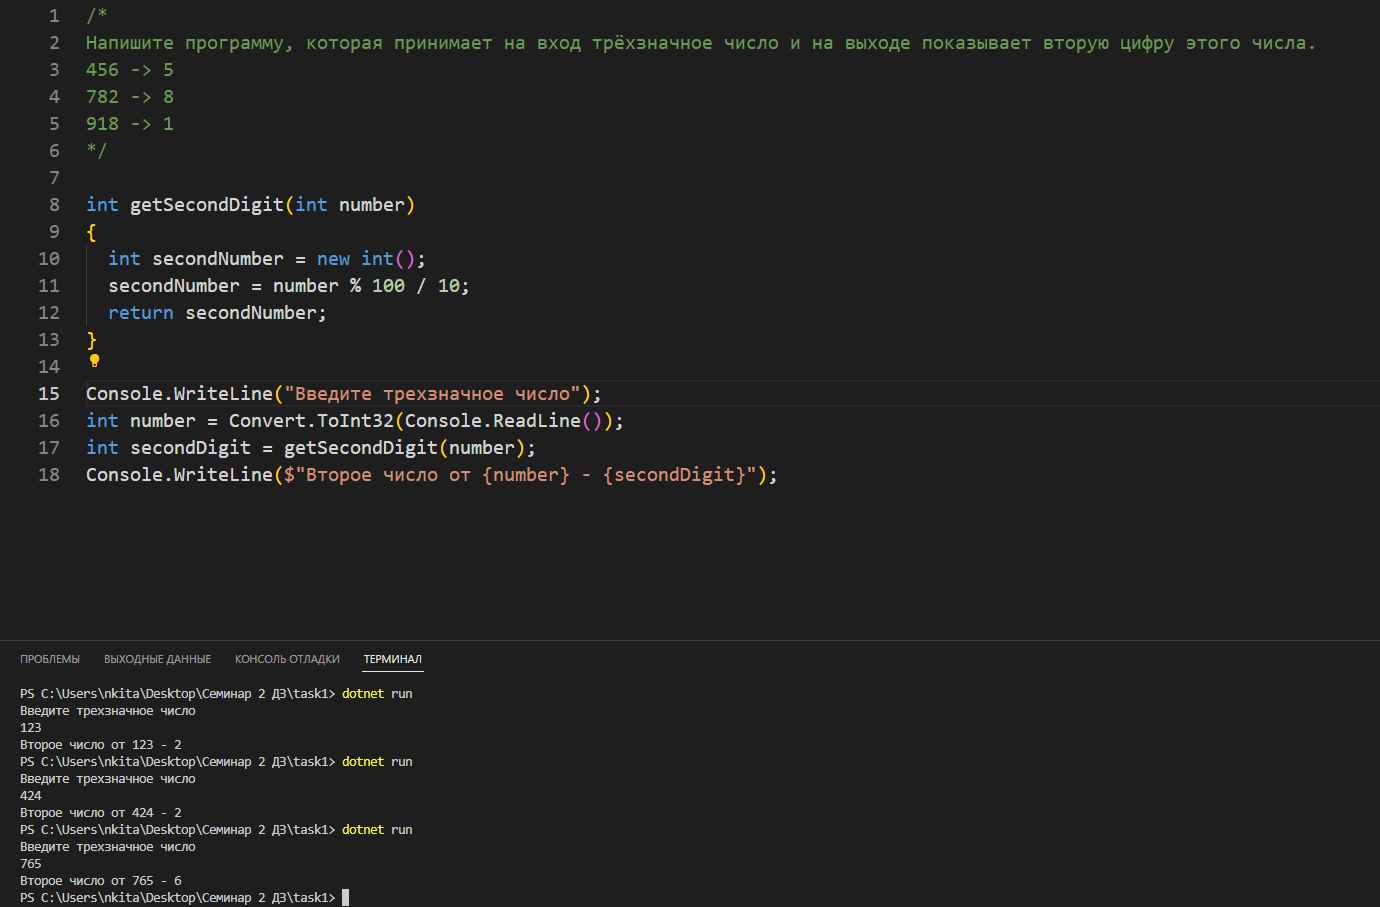 1 /*
2 Напишите программу, которая принимает на вход трёхзначное число и на выходе показывает вторую цифру этого числа.
3 456 -> 5
4 782 -> 8
5 918 -> 1
6 */
7
8 int getSecondDigit(int number)
9 {
10 int secondNumber = new int();
11 secondNumber = number % 100 / 10;
12 return secondNumber;
13 }
14
15 Console.WriteLine("Введите трехзначное число");
16 int number = Convert.ToInt32(Console.ReadLine());
17 int secondDigit = getSecondDigit(number);
18 Console.WriteLine($"Второе число от {number} - {secondDigit}");
ПРОБЛЕМЫ ВЫХОДНЫЕ ДАННЫЕ КОНСОЛЬ ОТЛАДКИ ТЕРМИНАЛ
PS C:\Users\nkita\Desktop\Семинар 2 ДЗ\task1> dotnet run
Введите трехзначное число
123
Второе число от 123 - 2
PS C:\Users\nkita\Desktop\Семинар 2 ДЗ\task1> dotnet run
Введите трехзначное число
424
Второе число от 424 - 2
PS C:\Users\nkita\Desktop\Семинар 2 ДЗ\task1> dotnet run
Введите трехзначное число
765
Второе число от 765 - 6
PS C:\Users\nkita\Desktop\Семинар 2 ДЗ\task1>